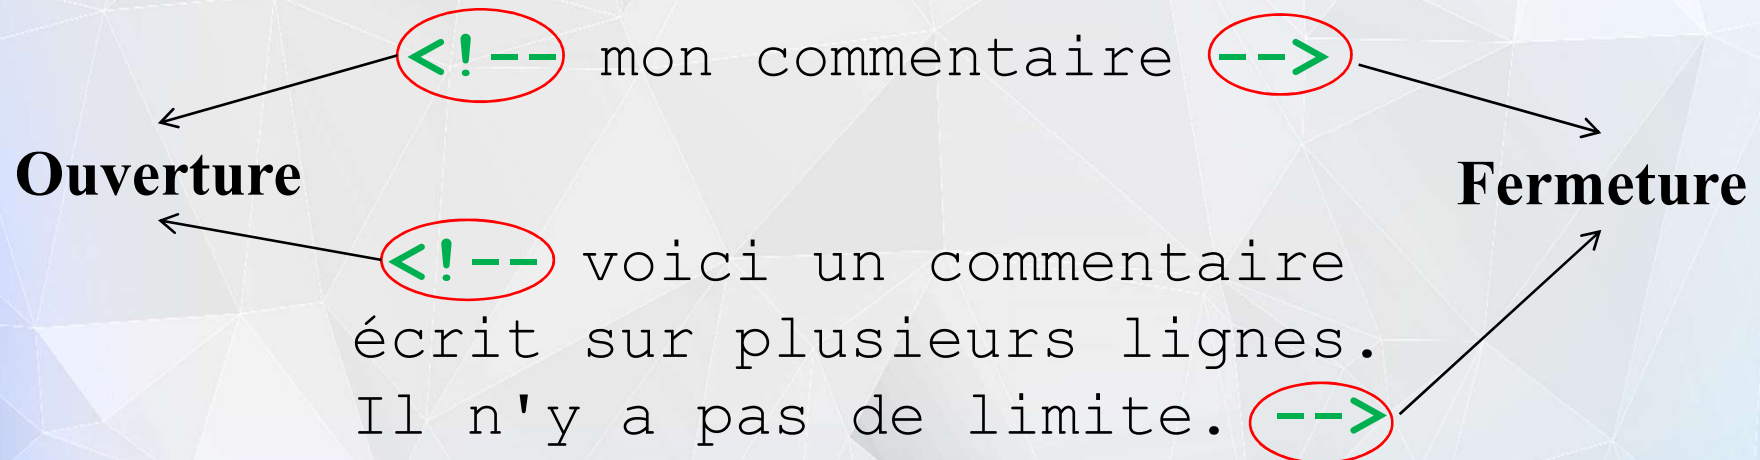 <!-- mon commentaire -->
Ouverture
Fermeture
<!-- voici un commentaire
écrit sur plusieurs lignes.
Il n'y a pas de limite. -->